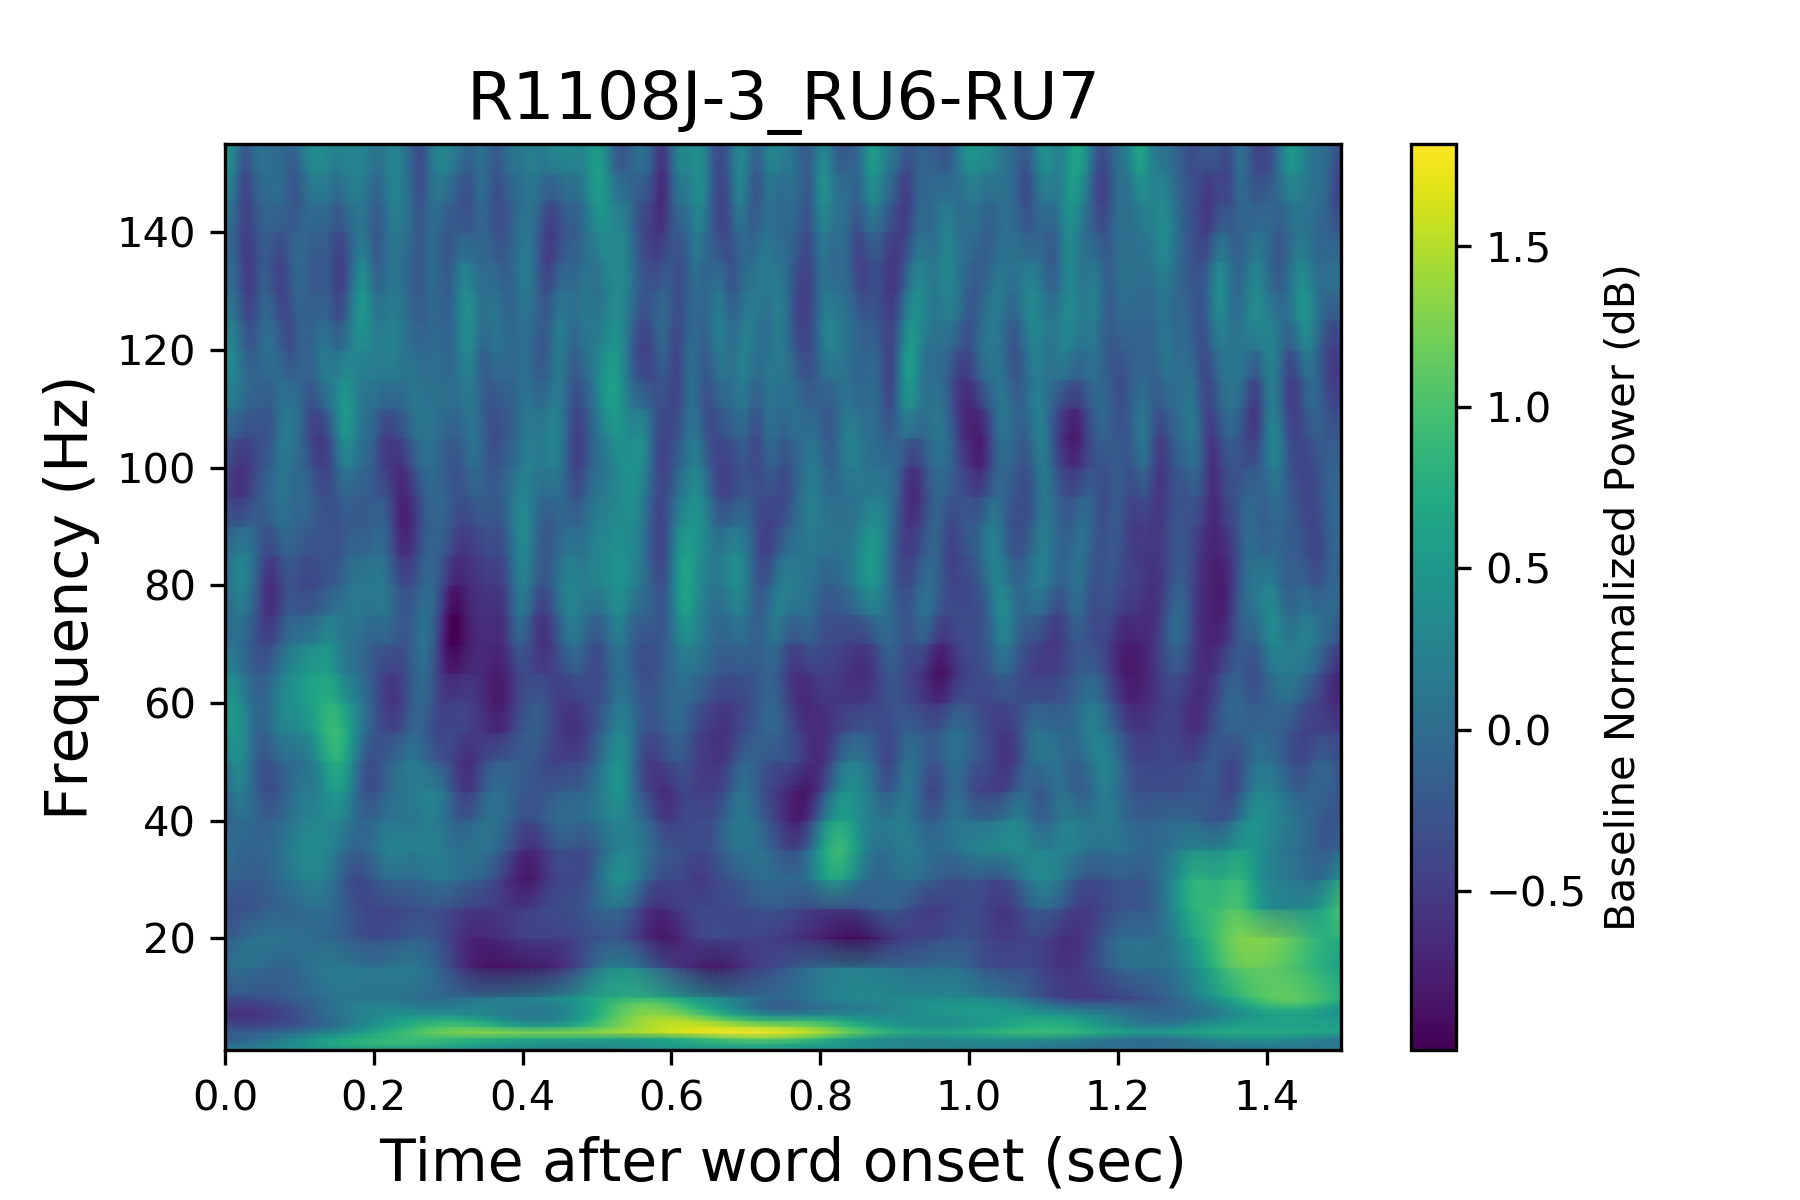 R1108J-3_RU6-RU7
Frequency (Hz)
140
120
100
80
60
40
20
0.0 0.2 0.4 0.6 0.8 1.0 1.2 1.4
Time after word onset (sec)
1.5
1.0
0.5
0.0
−0.5
Baseline Normalized Power (dB)